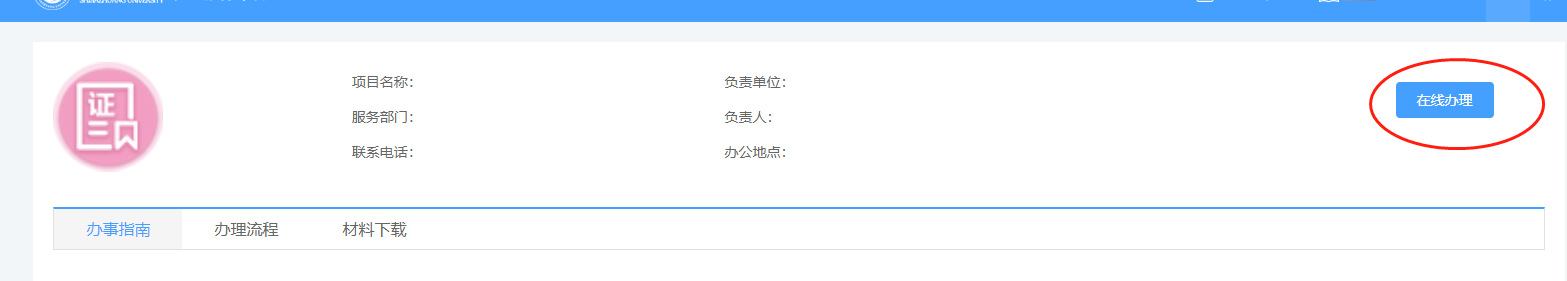 证
项目名称：
负责单位：
在线办理
服务部门：
负责人：
联系电话：
办公地点：
办事指南
办理流程
材料下载